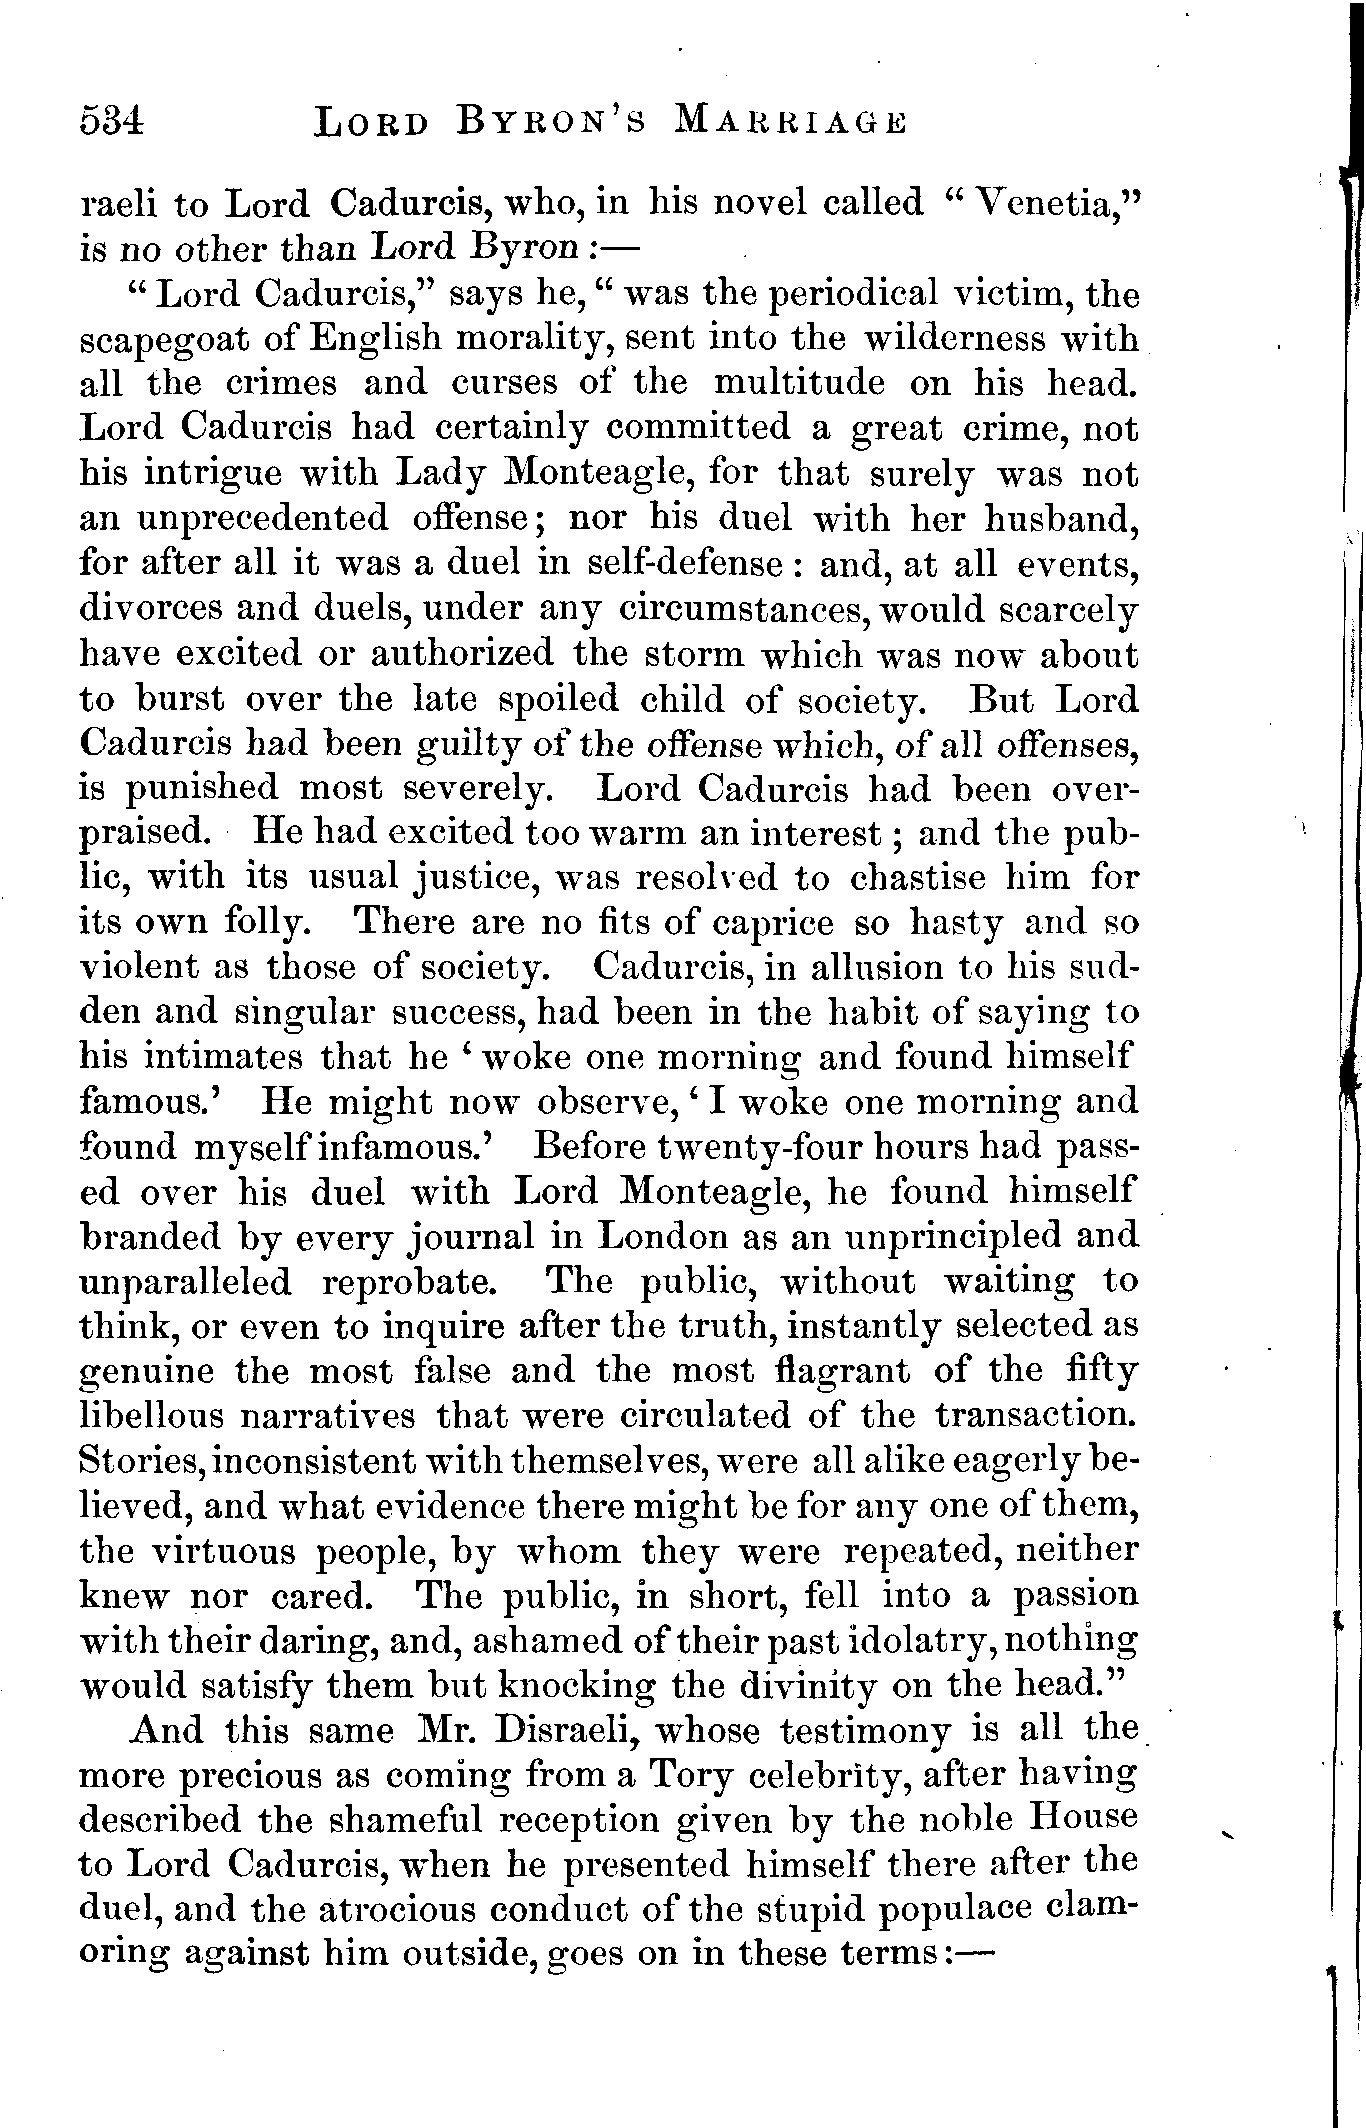 534 LORD BYRON'S MARRIAGE
raeli to Lord Cadurcis, who, in his novel called “ Venetia,”
is no other than Lord Byron :—
“ Lord Cadurcis,” says he, “ was the periodical victim, the
scapegoat of English morality, sent into the wilderness with
all the crimes and curses of the multitude on his head.
Lord Cadurcis had certainly committed a great crime, not
his intrigue with Lady Monteagle, for that surely was not
an unprecedented offense; nor his duel with her husband,
for after all it was a duel in self-defense : and, at all events,
divorces and duels, under any circumstances, would scarcely
have excited or authorized the storm which was now about
to burst over the late spoiled child of society. But Lord
Cadurcis had been guilty of the offense which, of all offenses,
is punished most severely. Lord Cadurcis had been over-
praised. He had excited too warm an interest ; and the pub-
lic, with its usual justice, was resolved to chastise him for
its own folly. There are no fits of caprice so hasty and so
violent as those of society. Cadurcis, in allusion to his sud-
den and singular success, had been in the habit of saying to
his intimates that he ‘ woke one morning and found himself
famous.’ He might now observe, ‘ I woke one morning and
found myself infamous.’ Before twenty-four hours had pass-
ed over his duel with Lord Monteagle, he found himself
branded by every journal in London as an unprincipled and
unparalleled reprobate. The public, without waiting to
think, or even to inquire after the truth, instantly selected as
genuine the most false and the most flagrant of the fifty
libellous narratives that were circulated of the transaction.
Stories, inconsistent with themselves, were all alike eagerly be-
lieved, and what evidence there might be for any one of them,
the virtuous people, by whom they were repeated, neither
knew nor cared. The public, in short, fell into a passion
with their daring, and, ashamed of their past idolatry, nothing
would satisfy them but knocking the divinity on the head.”
And this same Mr. Disraeli, whose testimony is all the
more precious as coming from a Tory celebrity, after having
described the shameful reception given by the noble House
to Lord Cadurcis, when he presented himself there after the
duel, and the atrocious conduct of the stupid populace clam-
oring against him outside, goes on in these terms :—